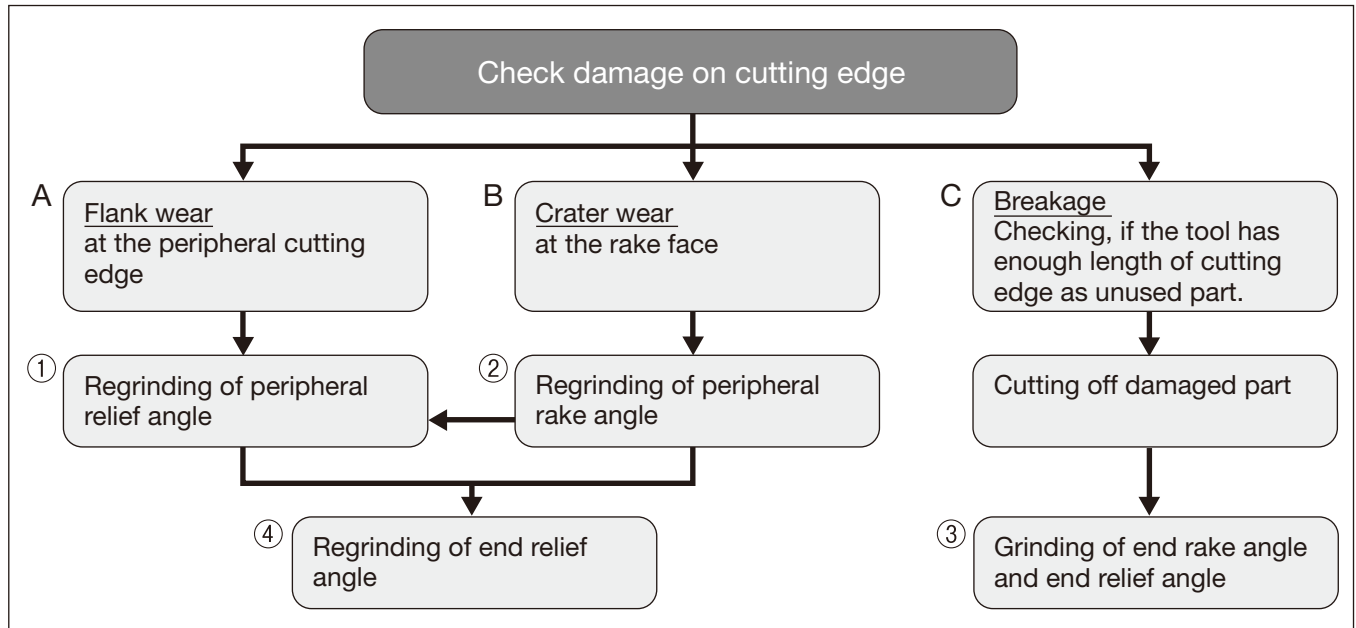 Check damage on cutting edge
A
Flank wear
at the peripheral cutting
edge
B
Crater wear
at the rake face
C
Breakage
Checking, if the tool has
enough length of cutting
edge as unused part.
①
Regrinding of peripheral
relief angle
②
Regrinding of peripheral
rake angle
Cutting off damaged part
④
Regrinding of end relief
angle
③
Grinding of end rake angle
and end relief angle